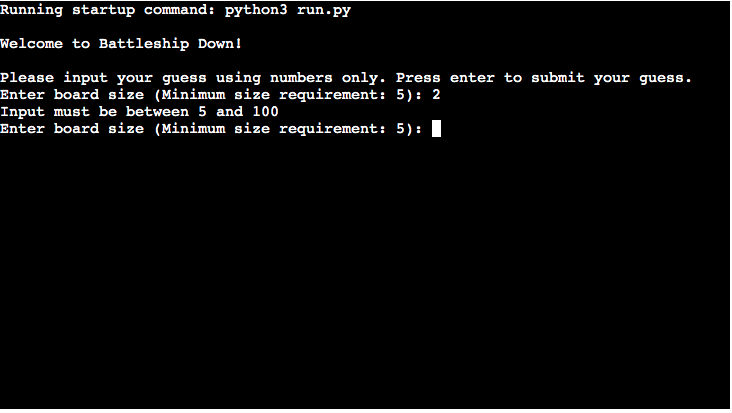 Running startup command: python3 run.py
Welcome to Battleship Down!
Please input your guess using numbers only. Press enter to submit your guess.
Enter board size (Minimum size requirement: 5): 2
Input must be between 5 and 100
Enter board size (Minimum size requirement: 5):